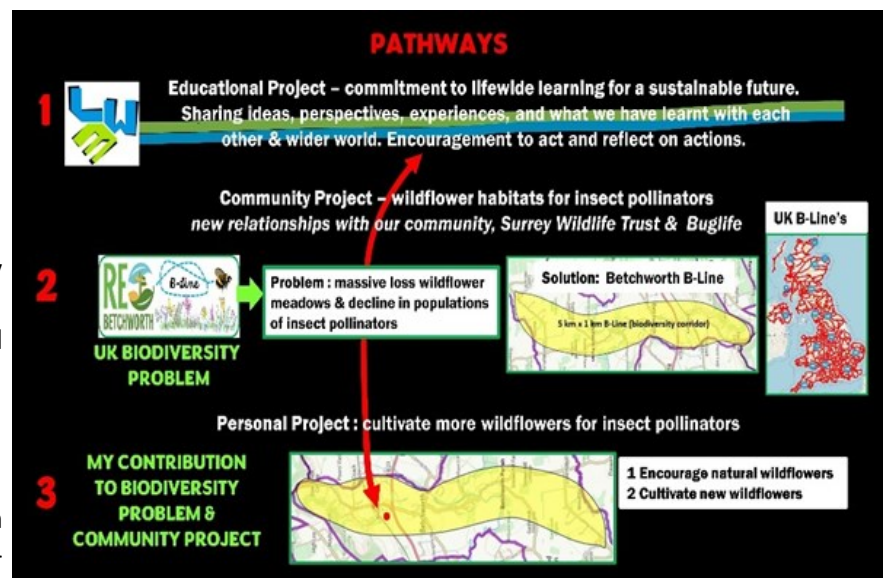 PATHWAYS
1
LWE
Educational Project – commitment to lifewide learning for a sustainable future.
Sharing ideas, perspectives, experiences, and what we have learnt with each
other & wider world. Encouragement to act and reflect on actions.
Community Project – wildflower habitats for insect pollinators
new relationships with our community, Surrey Wildlife Trust & Buglife
UK B-Line's
2
RE
B-Line
BETCHWORTH
UK BIODIVERSITY
PROBLEM
Problem : massive loss wildflower
meadows & decline in populations
of insect pollinators
Solution: Betchworth B-Line
5 km x 1 km B-Line (biodiversity corridor)
Personal Project : cultivate more wildflowers for insect pollinators
3
MY CONTRIBUTION
TO BIODIVERSITY
PROBLEM &
COMMUNITY PROJECT
1 Encourage natural wildflowers
2 Cultivate new wildflowers